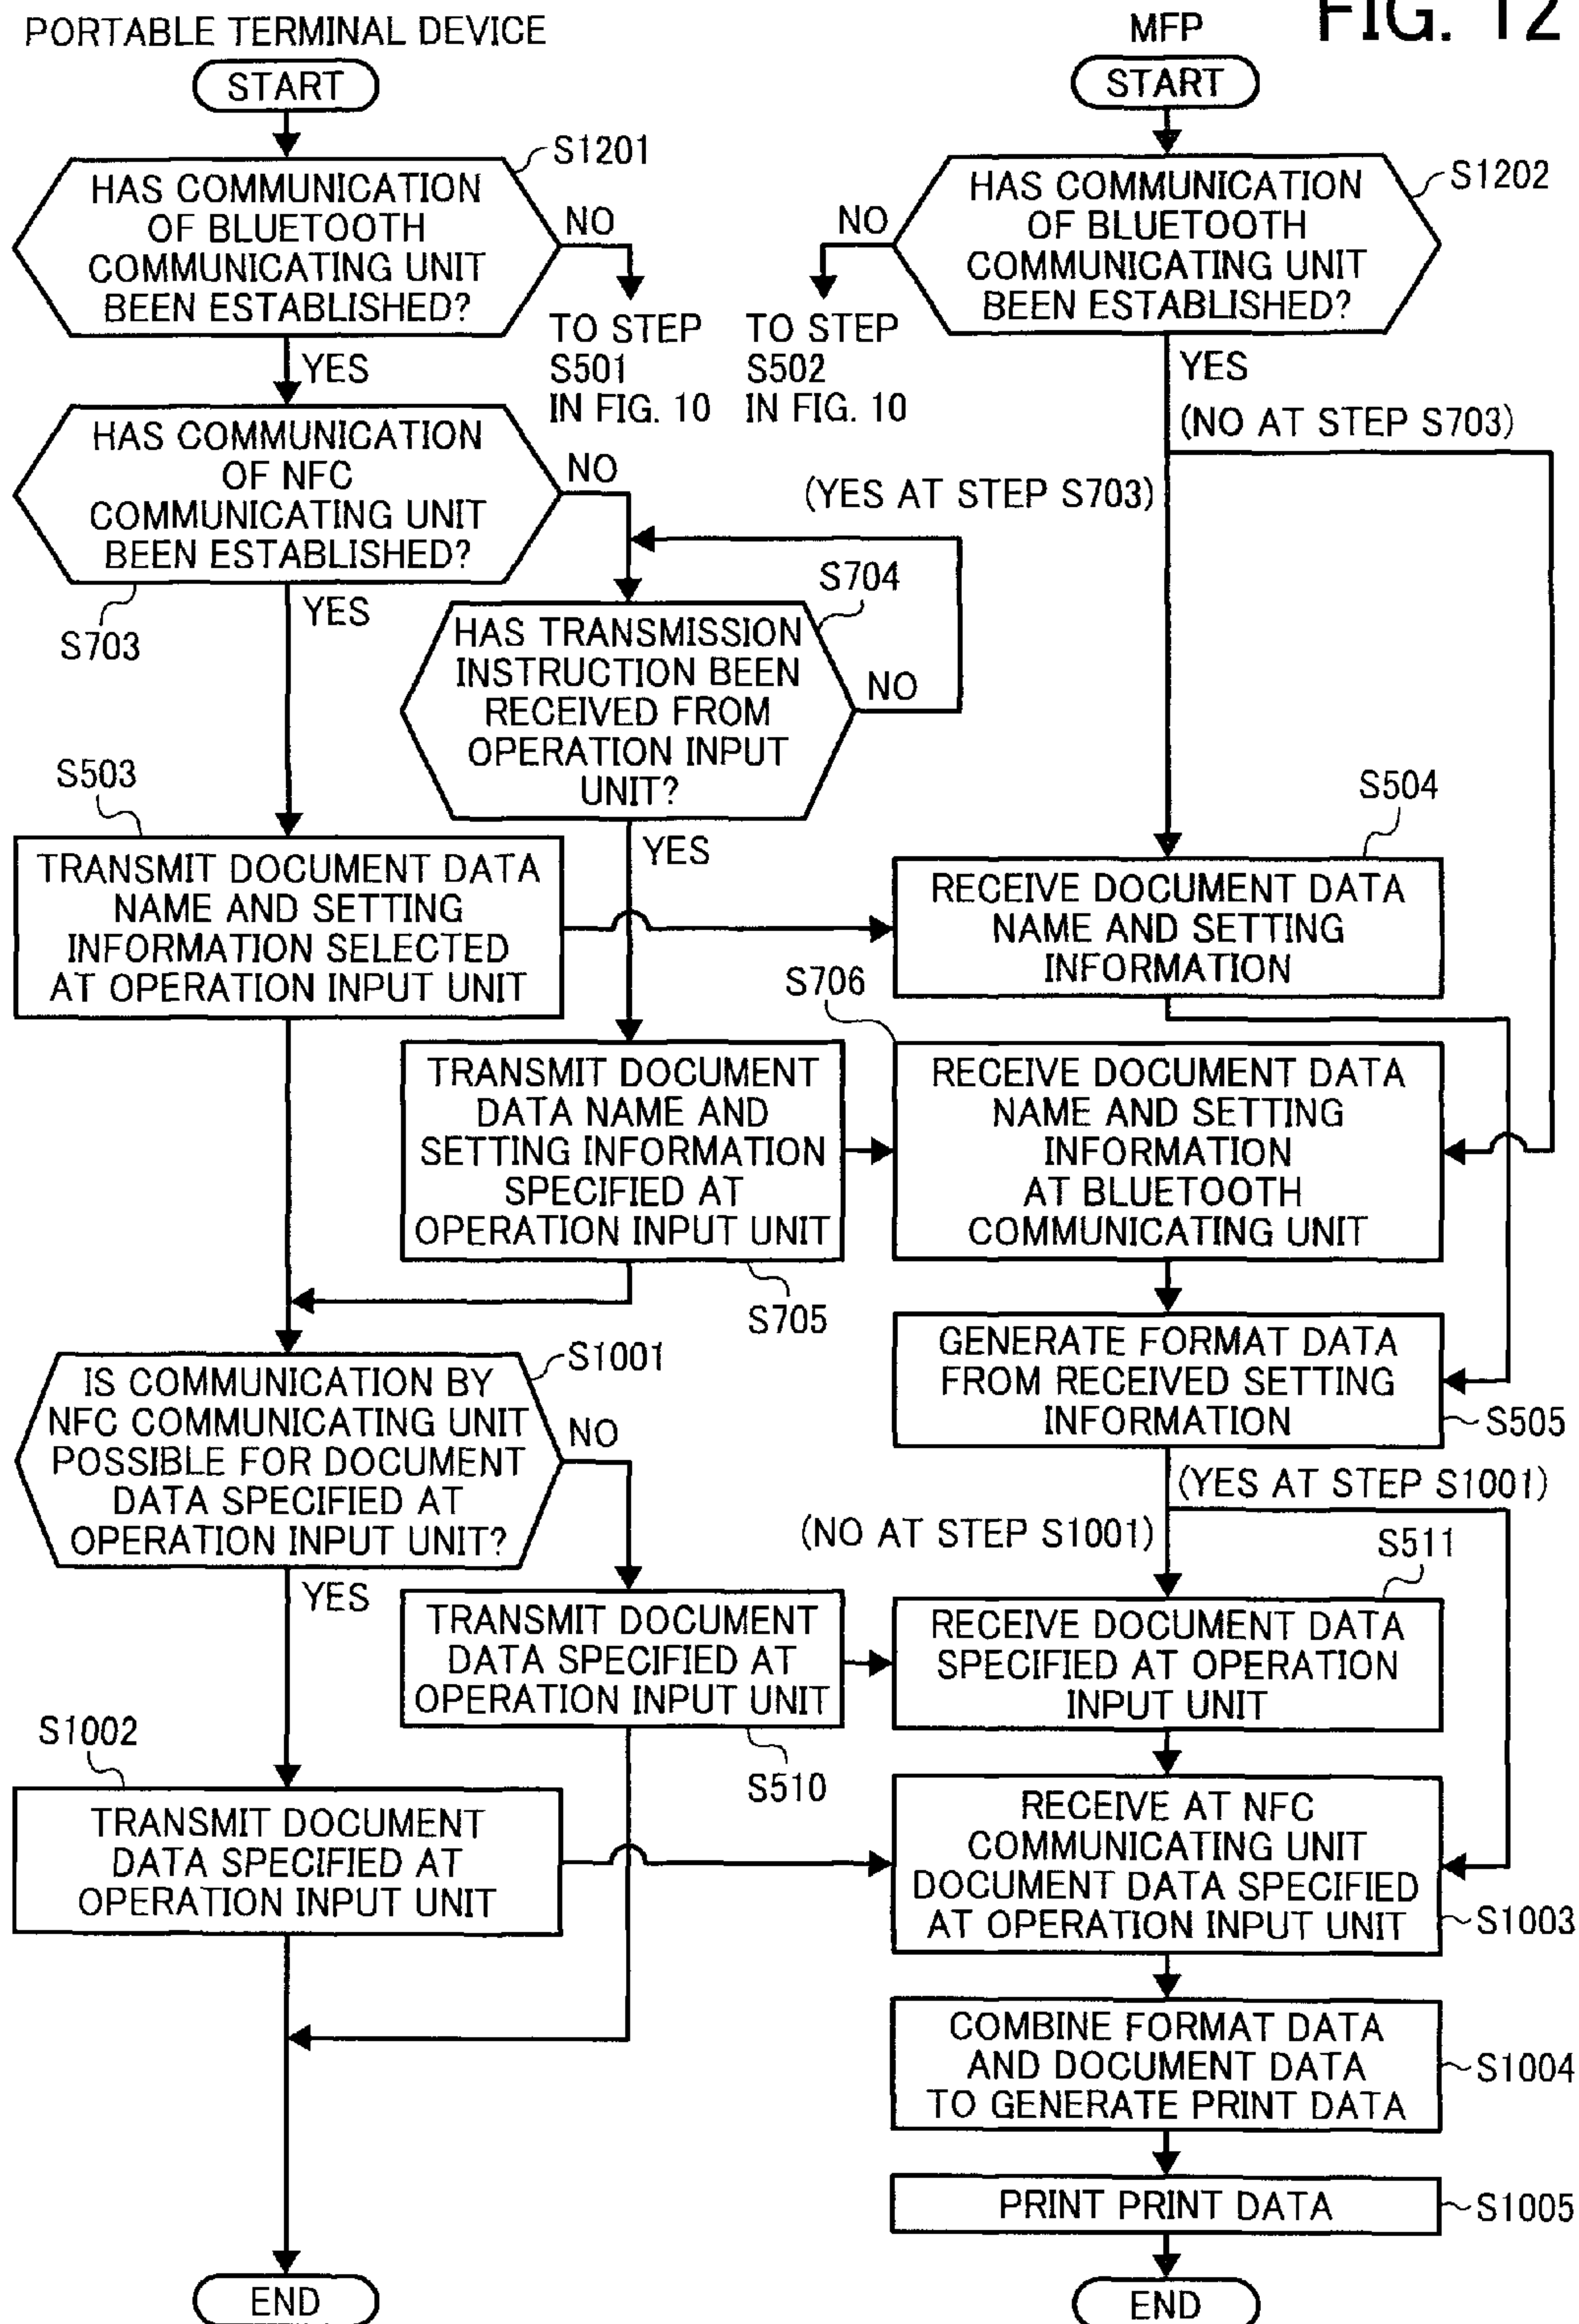 FIG. 12
PORTABLE TERMINAL DEVICE
START
S1201
HAS COMMUNICATION
OF BLUETOOTH
COMMUNICATING UNIT
BEEN ESTABLISHED?
NO
TO STEP
S501
IN FIG. 10
YES
HAS COMMUNICATION
OF NFC
COMMUNICATING UNIT
BEEN ESTABLISHED?
NO
S703
YES
S704
HAS TRANSMISSION
INSTRUCTION BEEN
RECEIVED FROM
OPERATION INPUT
UNIT?
NO
YES
S503
TRANSMIT DOCUMENT DATA
NAME AND SETTING
INFORMATION SELECTED
AT OPERATION INPUT UNIT
TRANSMIT DOCUMENT
DATA NAME AND
SETTING INFORMATION
SPECIFIED AT
OPERATION INPUT UNIT
S705
S1001
IS COMMUNICATION BY
NFC COMMUNICATING UNIT
POSSIBLE FOR DOCUMENT
DATA SPECIFIED AT
OPERATION INPUT UNIT?
NO
YES
TRANSMIT DOCUMENT
DATA SPECIFIED AT
OPERATION INPUT UNIT
S510
S1002
TRANSMIT DOCUMENT
DATA SPECIFIED AT
OPERATION INPUT UNIT
END
MFP
START
S1202
HAS COMMUNICATION
OF BLUETOOTH
COMMUNICATING UNIT
BEEN ESTABLISHED?
NO
TO STEP
S502
IN FIG. 10
YES
(NO AT STEP S703)
(YES AT STEP S703)
S504
RECEIVE DOCUMENT DATA
NAME AND SETTING
INFORMATION
S706
RECEIVE DOCUMENT DATA
NAME AND SETTING
INFORMATION
AT BLUETOOTH
COMMUNICATING UNIT
GENERATE FORMAT DATA
FROM RECEIVED SETTING
INFORMATION
S505
(YES AT STEP S1001)
(NO AT STEP S1001)
S511
RECEIVE DOCUMENT DATA
SPECIFIED AT OPERATION
INPUT UNIT
RECEIVE AT NFC
COMMUNICATING UNIT
DOCUMENT DATA SPECIFIED
AT OPERATION INPUT UNIT
S1003
COMBINE FORMAT DATA
AND DOCUMENT DATA
TO GENERATE PRINT DATA
S1004
PRINT PRINT DATA
S1005
END